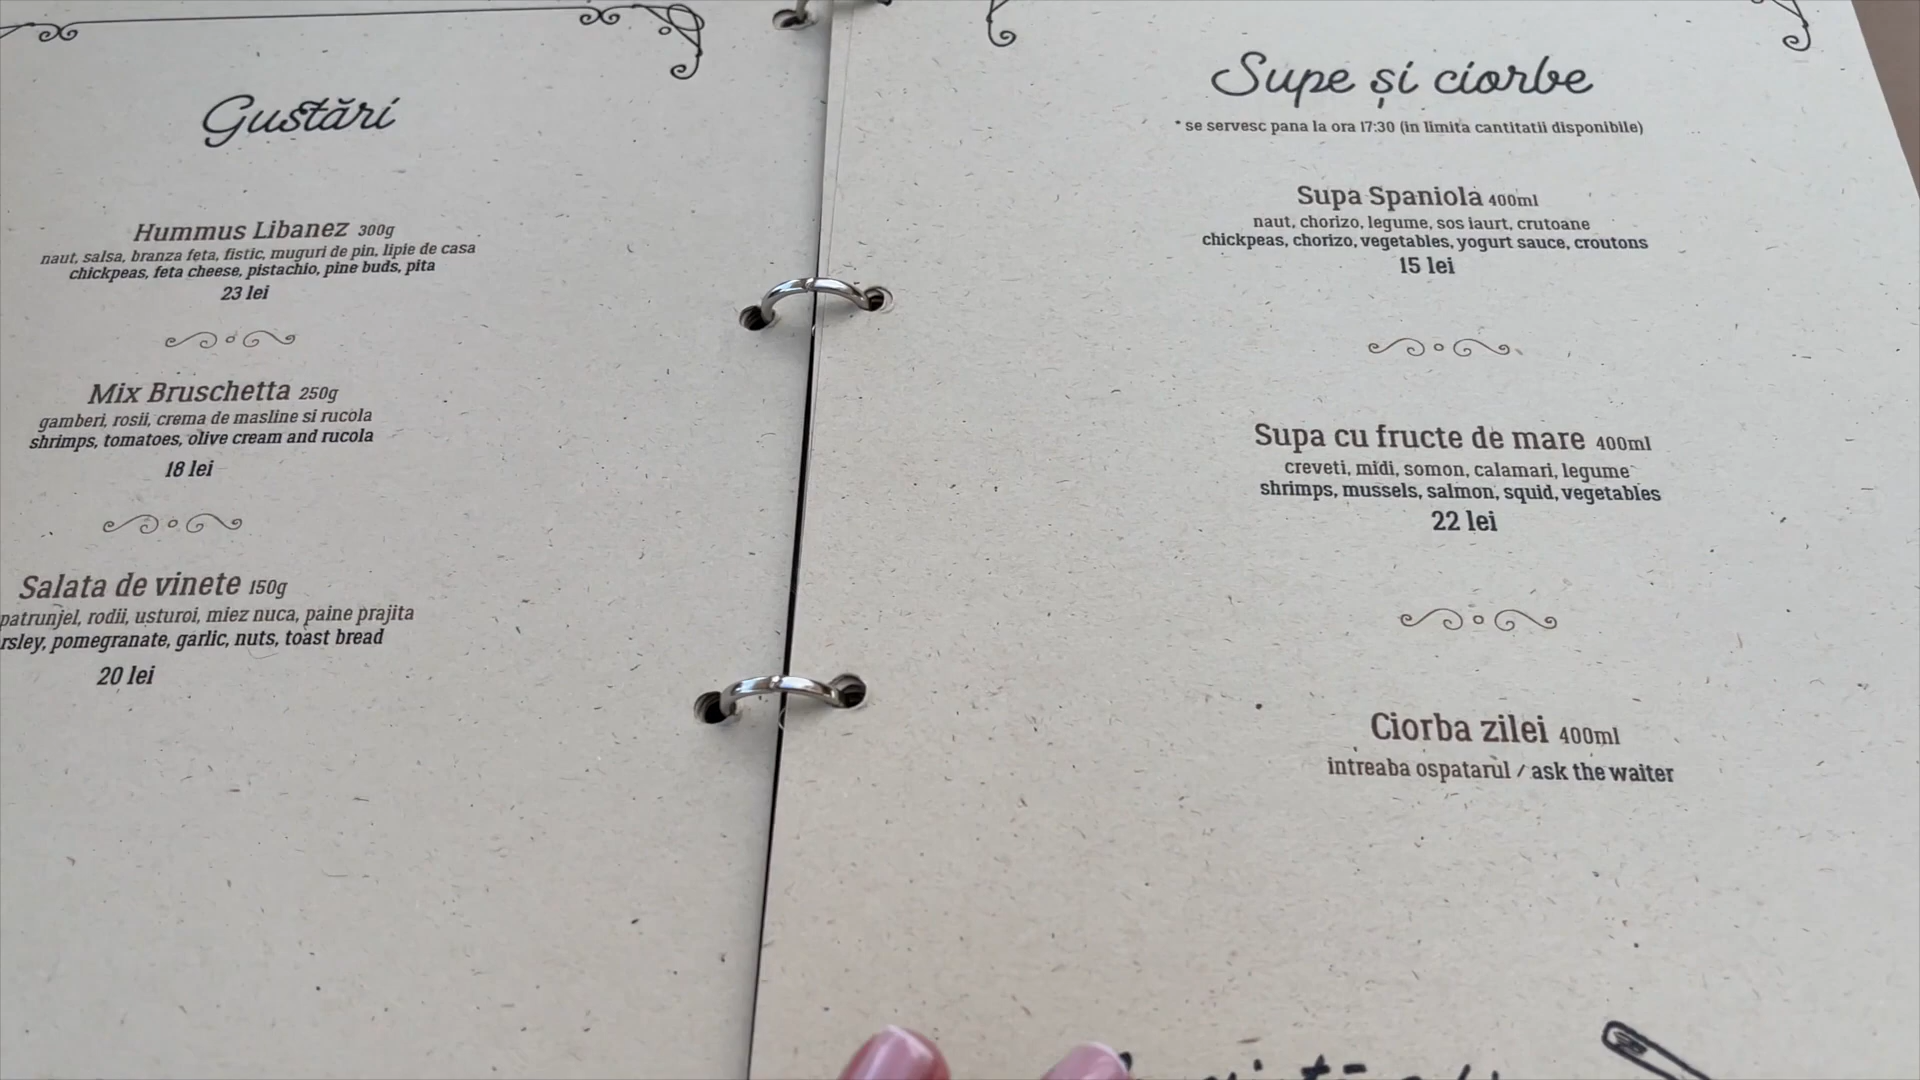 Gustări
Hummus Libanez 300g
naut, salsa, branza feta, fistic, muguri de pin, lipie de casa
chickpeas, feta cheese, pistachio, pine buds, pita
23 lei
Mix Bruschetta 250g
gamberi, rosii, crema de masline si rucola
shrimps, tomatoes, olive cream and rucola
18 lei
Salata de vinete 150g
patrunjel, rodii, usturoi, miez nuca, paine prajita
rsley, pomegranate, garlic, nuts, toast bread
20 lei
Supe și ciorbe
* se servesc pana la ora 17:30 (in limita cantitatii disponibile)
Supa Spaniola 400ml
naut, chorizo, legume, sos iaurt, crutoane
chickpeas, chorizo, vegetables, yogurt sauce, croutons
15 lei
Supa cu fructe de mare 400ml
creveti, midi, somon, calamari, legume
shrimps, mussels, salmon, squid, vegetables
22 lei
Ciorba zilei 400ml
intreaba ospatarul / ask the waiter